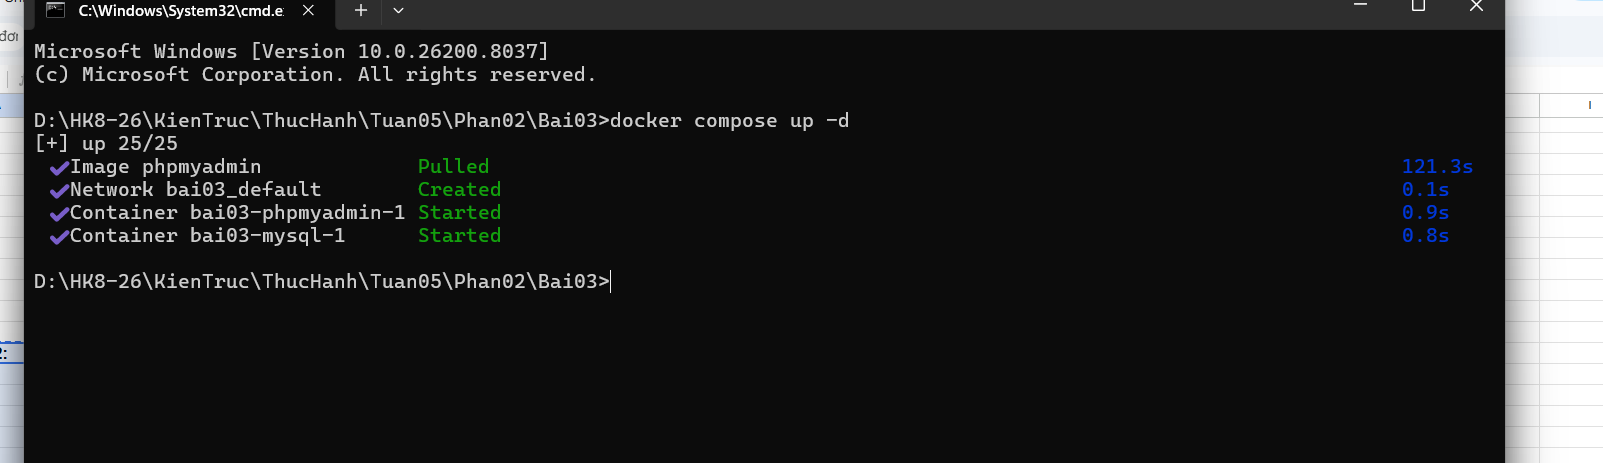 C:\Windows\System32\cmd.e
Microsoft Windows [Version 10.0.26200.8037]
(c) Microsoft Corporation. All rights reserved.
D:\HK8-26\KienTruc\ThucHanh\Tuan05\Phan02\Bai03>docker compose up -d
[+] up 25/25
✔Image phpmyadmin Pulled 121.3s
✔Network bai03_default Created 0.1s
✔Container bai03-phpmyadmin-1 Started 0.9s
✔Container bai03-mysql-1 Started 0.8s
D:\HK8-26\KienTruc\ThucHanh\Tuan05\Phan02\Bai03>